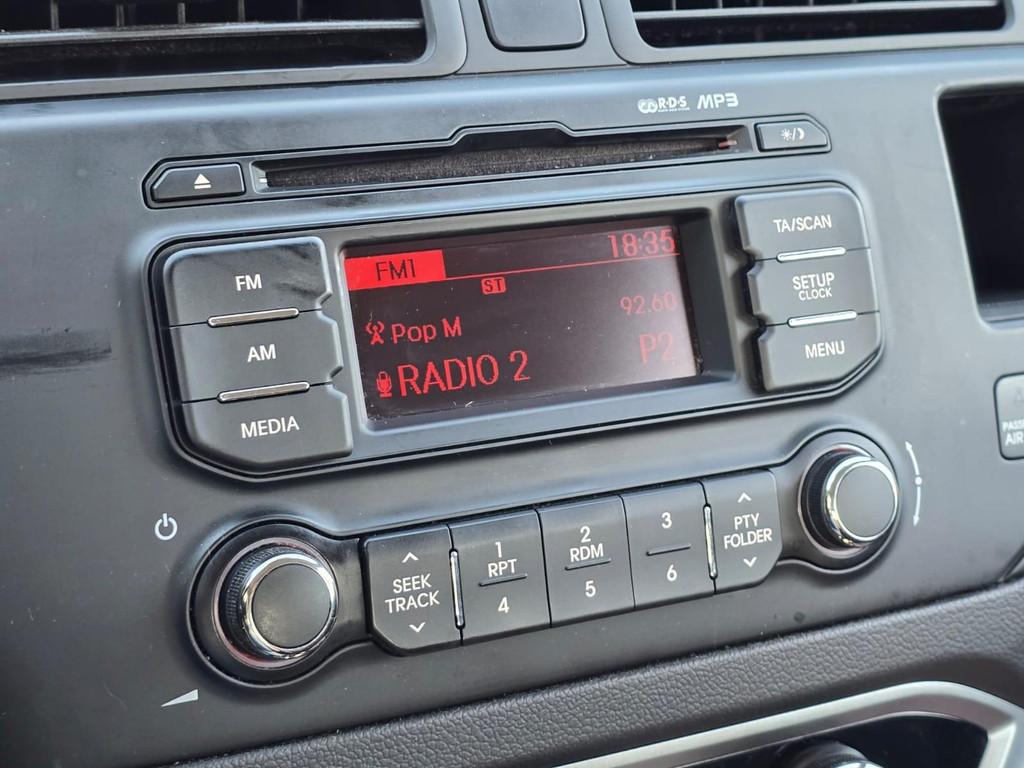 R·D·S MP3
TA/SCAN
FM
FM1 18:35
ST
SETUP
CLOCK
92.60
Pop M
AM
MENU
RADIO 2 P2
MEDIA
3
1
2
PTY
FOLDER
RPT
RDM
SEEK
TRACK
4
5
6